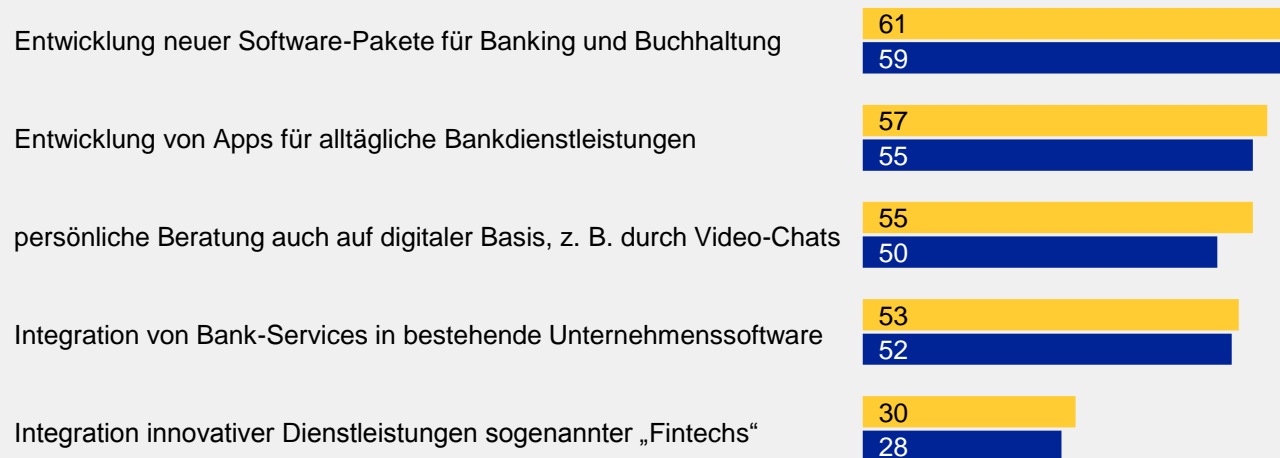 Entwicklung neuer Software-Pakete für Banking und Buchhaltung
61
59
Entwicklung von Apps für alltägliche Bankdienstleistungen
57
55
persönliche Beratung auch auf digitaler Basis, z. B. durch Video-Chats
55
50
Integration von Bank-Services in bestehende Unternehmenssoftware
53
52
Integration innovativer Dienstleistungen sogenannter „Fintechs“
30
28